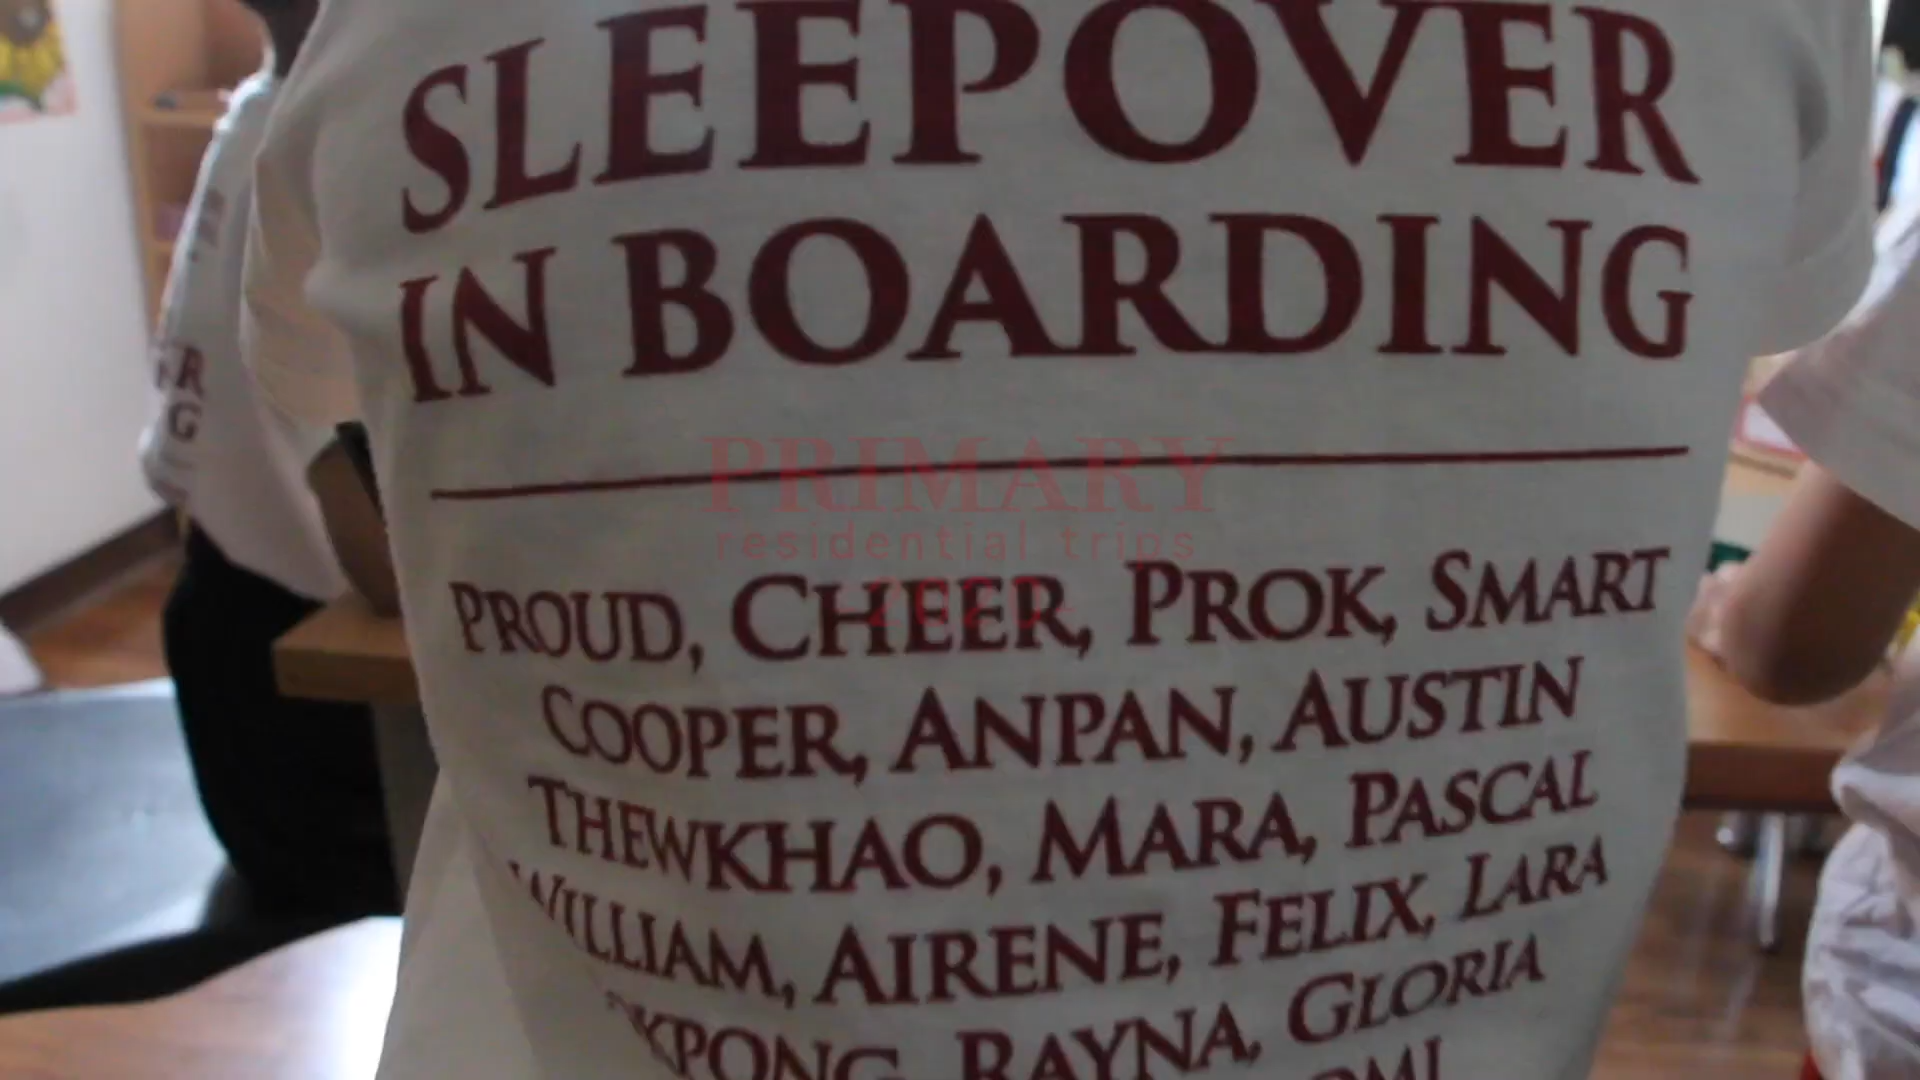 SLEEPOVER
IN BOARDING
PRIMARY
residential trips
PROUD, CHEER, PROK, SMART
COOPER, ANPAN, AUSTIN
THEWKHAO, MARA, PASCAL
WILLIAM, AIRENE, FELIX, LARA
RAYNA, GLORIA